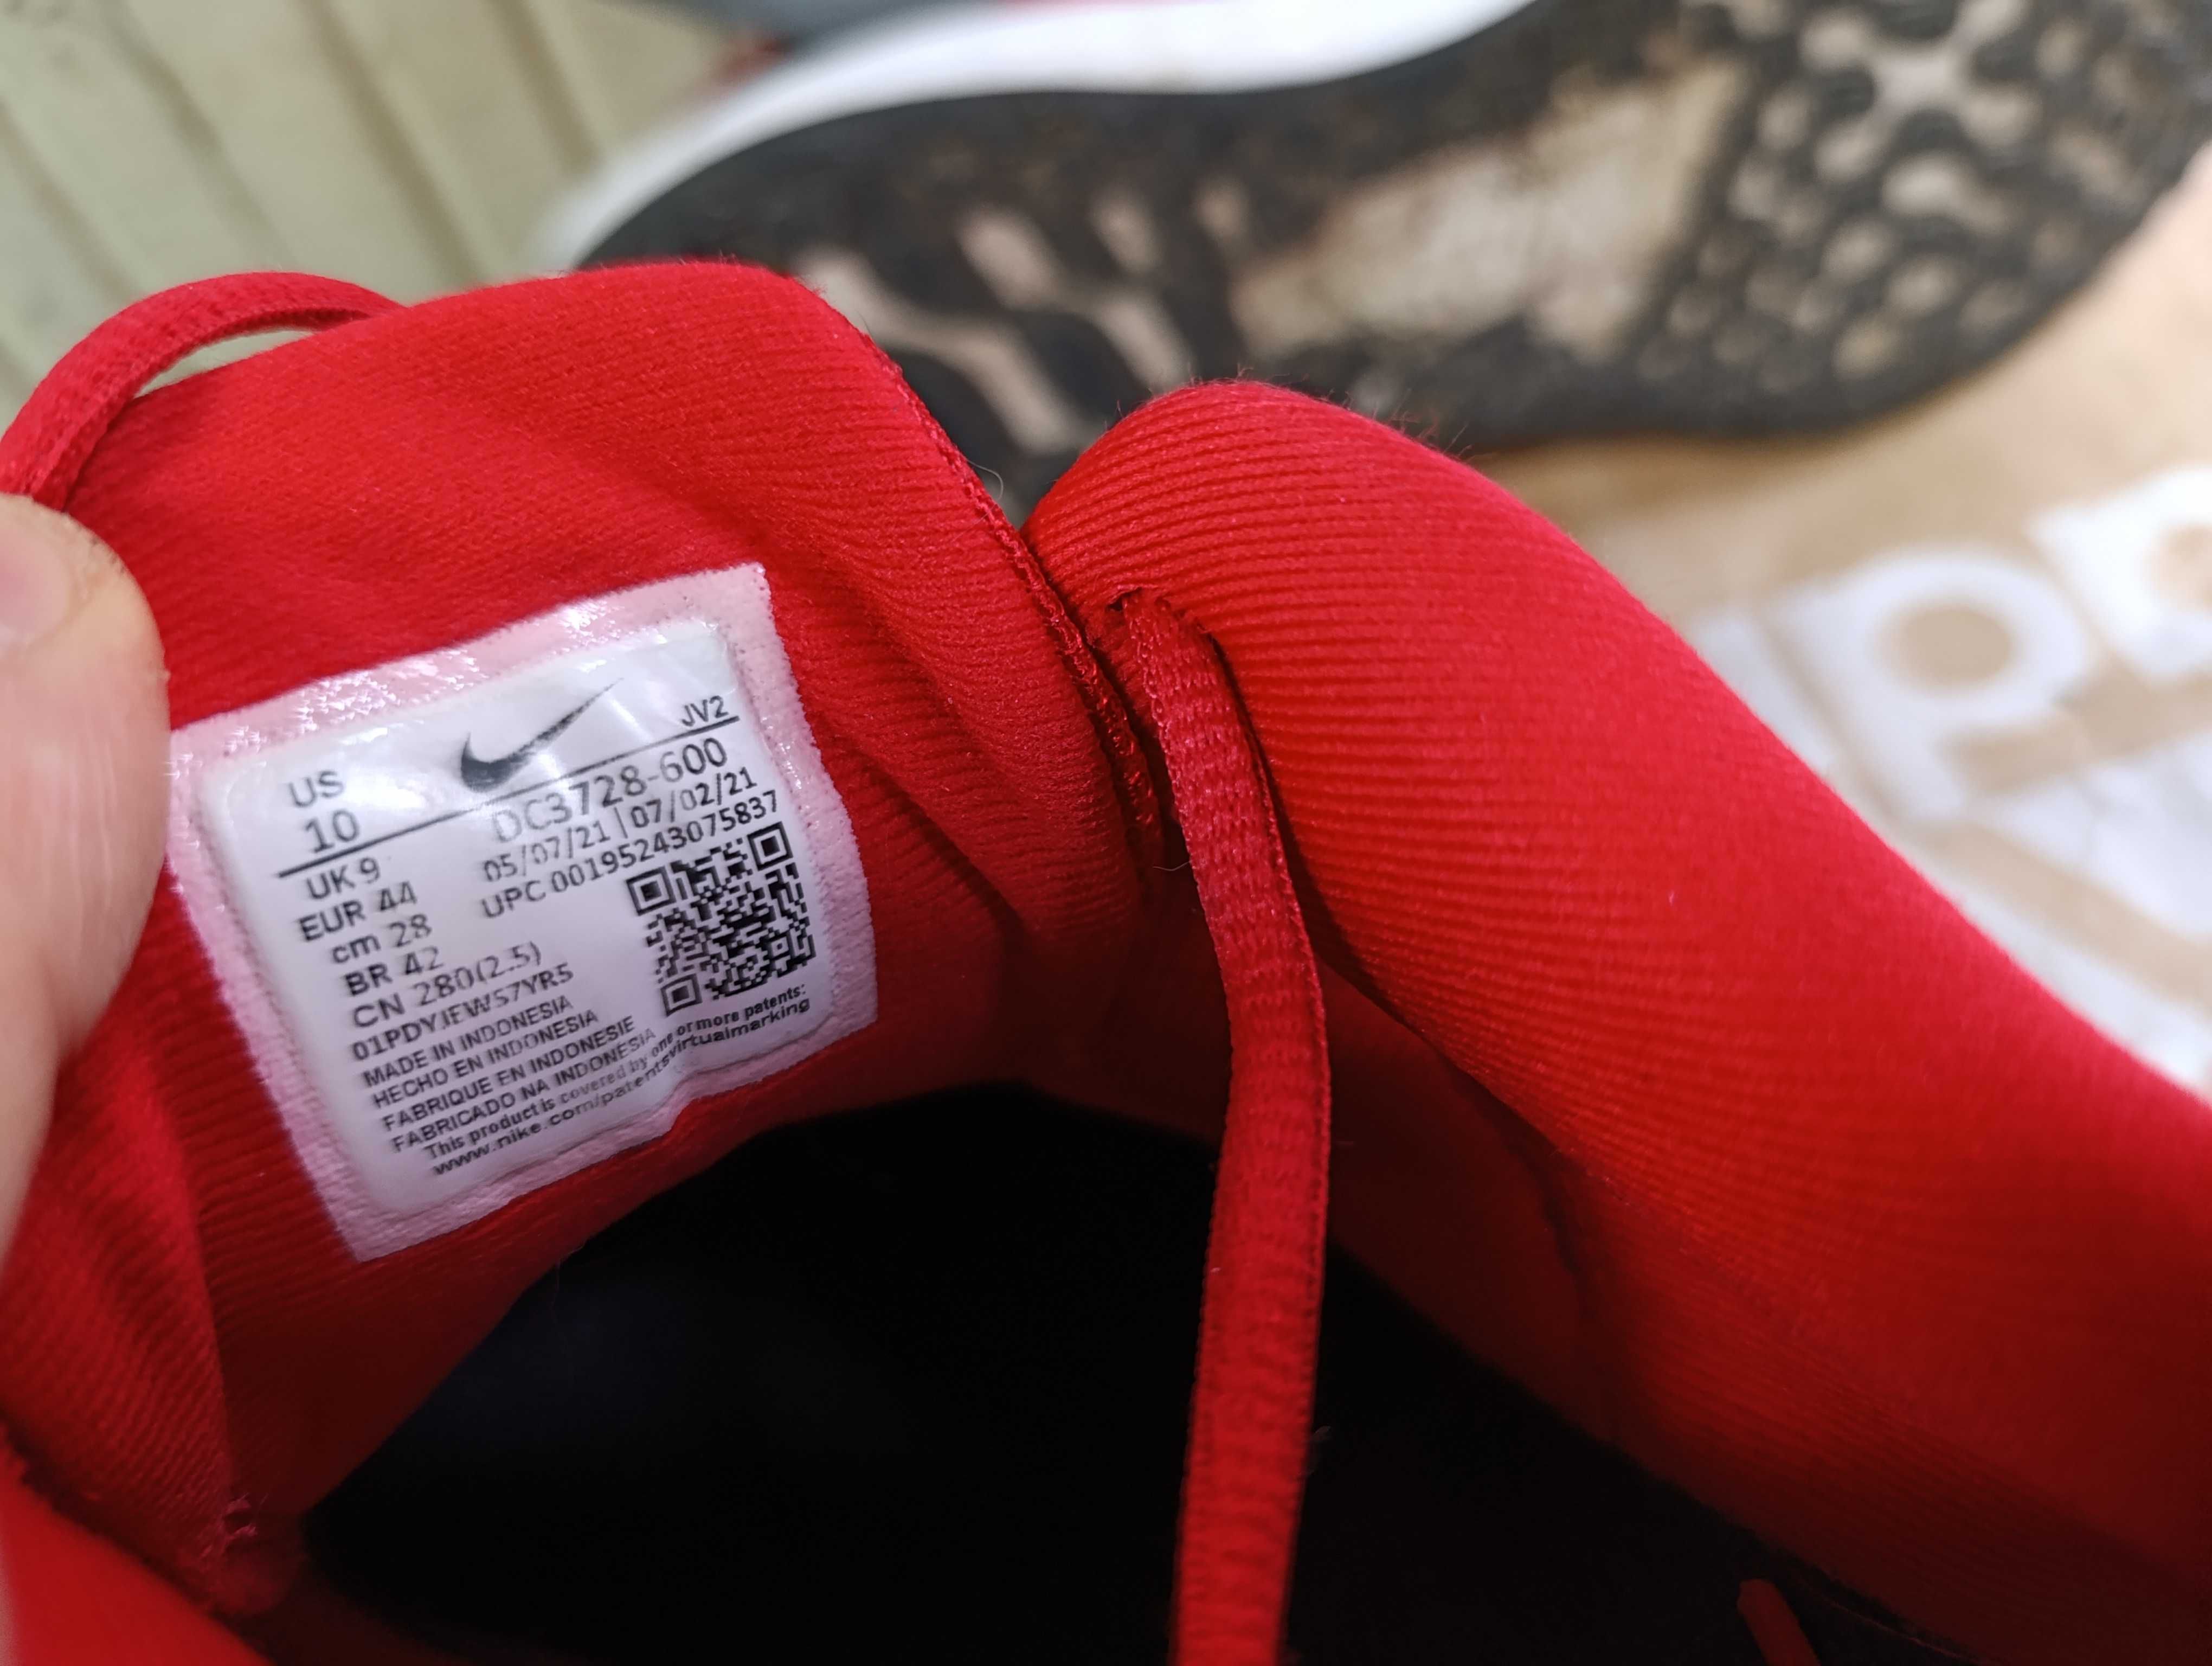 US
10
JV2
DC3728-600
05/07/21 | 07/02/21
UPC 00195243075837
UK 9
EUR 44
cm 28
BR 42
CN 280(2.5)
01PDYJEWS7YR5
MADE IN INDONESIA
HECHO EN INDONESIA
FABRIQUE EN INDONESIE
FABRICADO NA INDONESIA
This product is covered by one or more patents:
www.nike.com/patentsvirtualmarking